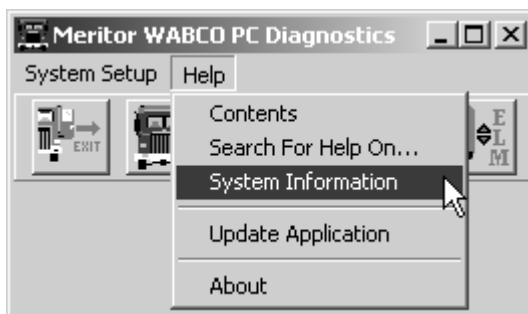 Meritor WABCO PC Diagnostics
System Setup Help
EXIT
Contents
Search For Help On...
System Information
Update Application
About
E
L
M